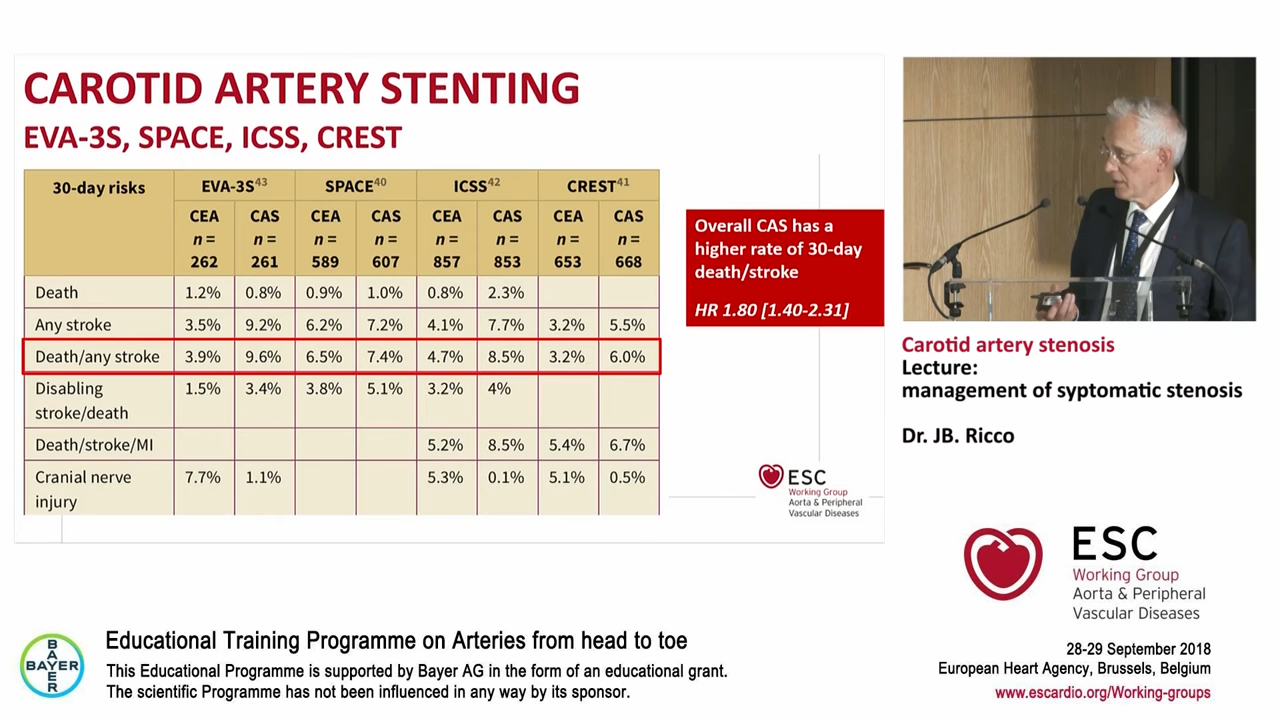 CAROTID ARTERY STENTING
EVA-3S, SPACE, ICSS, CREST
30-day risks EVA-3S43 SPACE40 ICSS42 CREST41
CEA CAS CEA CAS CEA CAS CEA CAS
n = n = n = n = n = n = n = n =
262 261 589 607 857 853 653 668
Death 1.2% 0.8% 0.9% 1.0% 0.8% 2.3%
Any stroke 3.5% 9.2% 6.2% 7.2% 4.1% 7.7% 3.2% 5.5%
Death/any stroke 3.9% 9.6% 6.5% 7.4% 4.7% 8.5% 3.2% 6.0%
Disabling 1.5% 3.4% 3.8% 5.1% 3.2% 4%
stroke/death
Death/stroke/MI 5.2% 8.5% 5.4% 6.7%
Cranial nerve 7.7% 1.1% 5.3% 0.1% 5.1% 0.5%
injury
Overall CAS has a
higher rate of 30-day
death/stroke
HR 1.80 [1.40-2.31]
ESC
Working Group
Aorta & Peripheral
Vascular Diseases
Carotid artery stenosis
Lecture:
management of syptomatic stenosis
Dr. JB. Ricco
ESC
Working Group
Aorta & Peripheral
Vascular Diseases
BAYER
BAYER
Educational Training Programme on Arteries from head to toe
This Educational Programme is supported by Bayer AG in the form of an educational grant.
The scientific Programme has not been influenced in any way by its sponsor.
28-29 September 2018
European Heart Agency, Brussels, Belgium
www.escardio.org/Working-groups